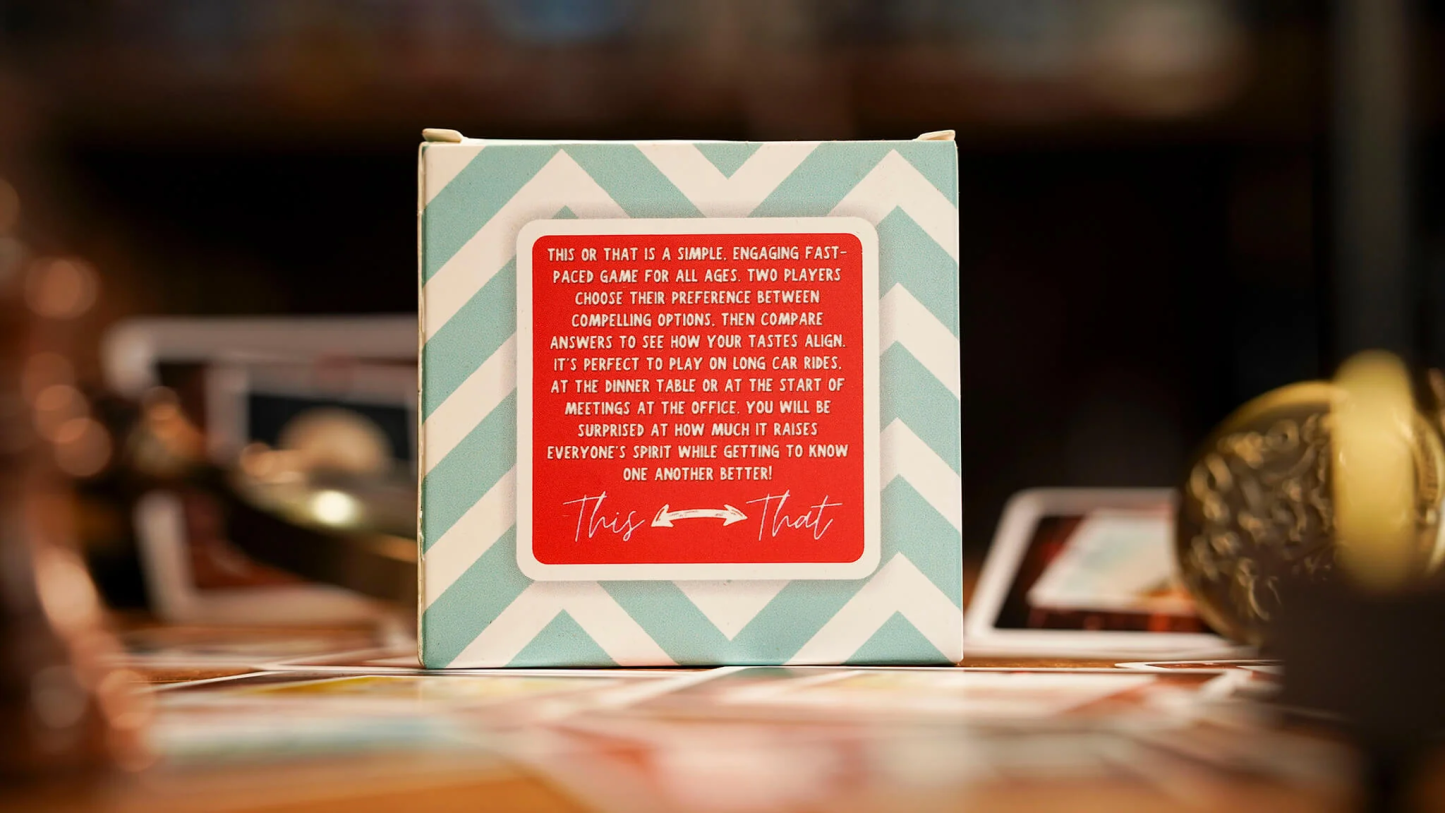 THIS OR THAT IS A SIMPLE, ENGAGING FAST-
PACED GAME FOR ALL AGES. TWO PLAYERS
CHOOSE THEIR PREFERENCE BETWEEN
COMPELLING OPTIONS, THEN COMPARE
ANSWERS TO SEE HOW YOUR TASTES ALIGN.
IT'S PERFECT TO PLAY ON LONG CAR RIDES,
AT THE DINNER TABLE OR AT THE START OF
MEETINGS AT THE OFFICE. YOU WILL BE
SURPRISED AT HOW MUCH IT RAISES
EVERYONE'S SPIRIT WHILE GETTING TO KNOW
ONE ANOTHER BETTER!
This That